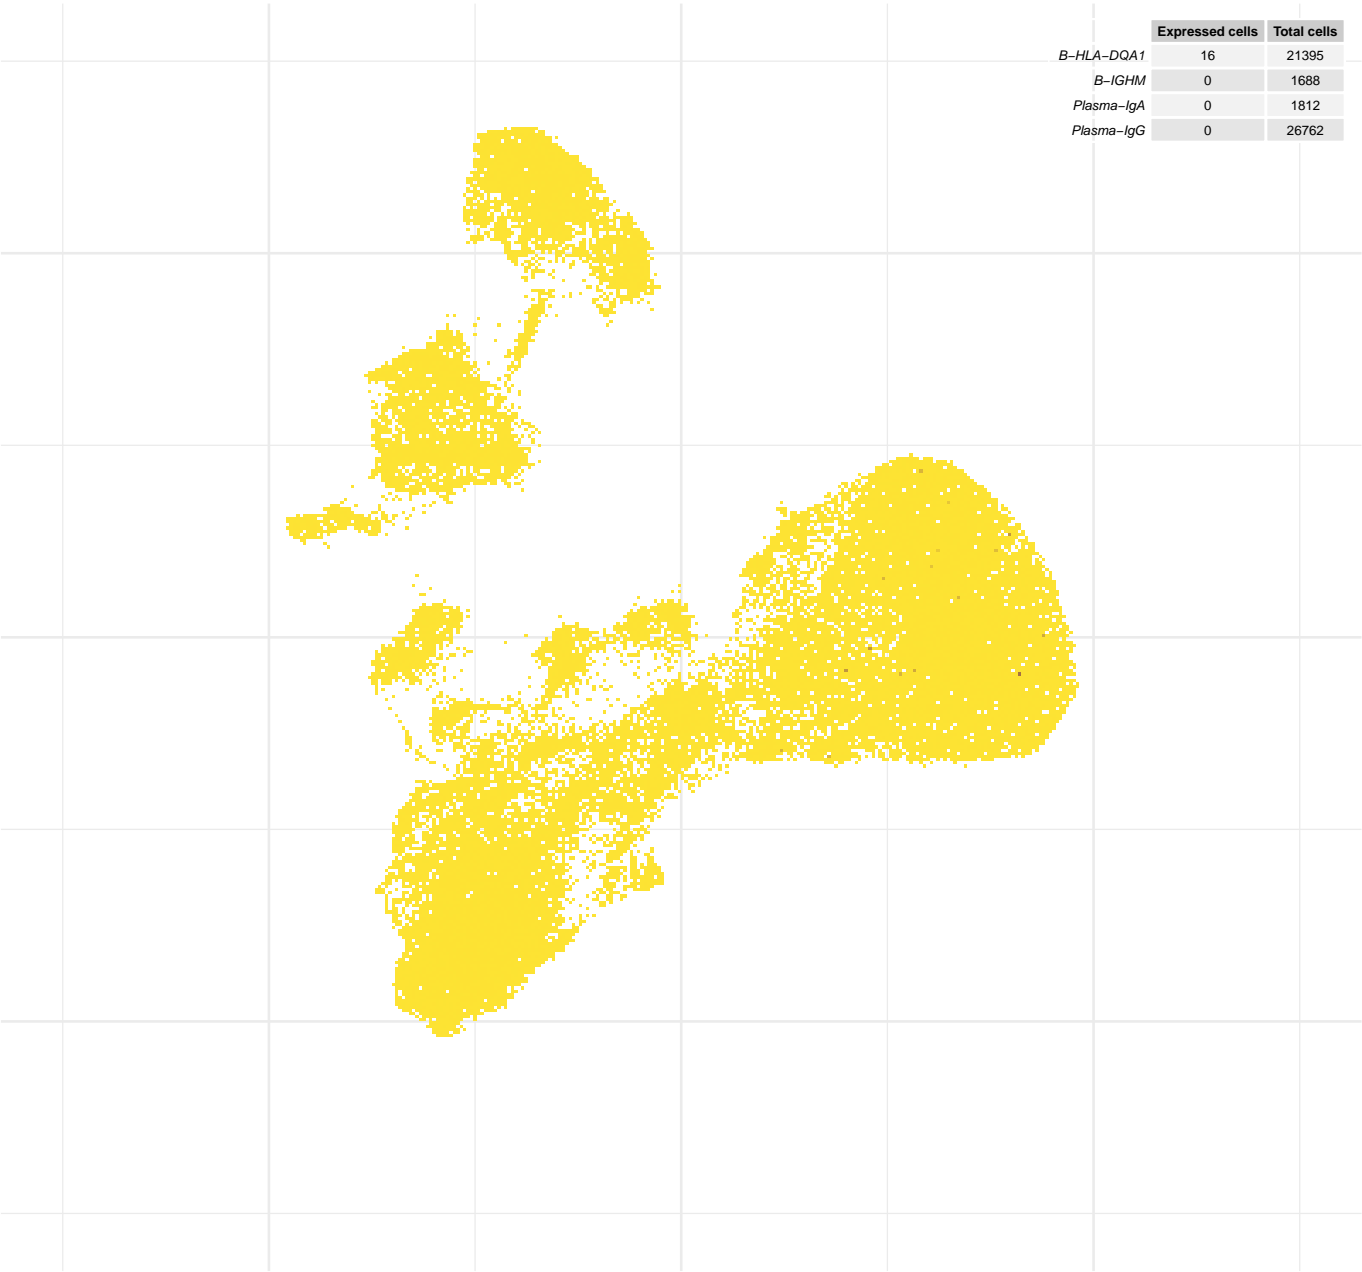 Expressed cells Total cells
B−HLA−DQA1 16 21395
B−IGHM 0 1688
Plasma−IgA 0 1812
Plasma−IgG 0 26762